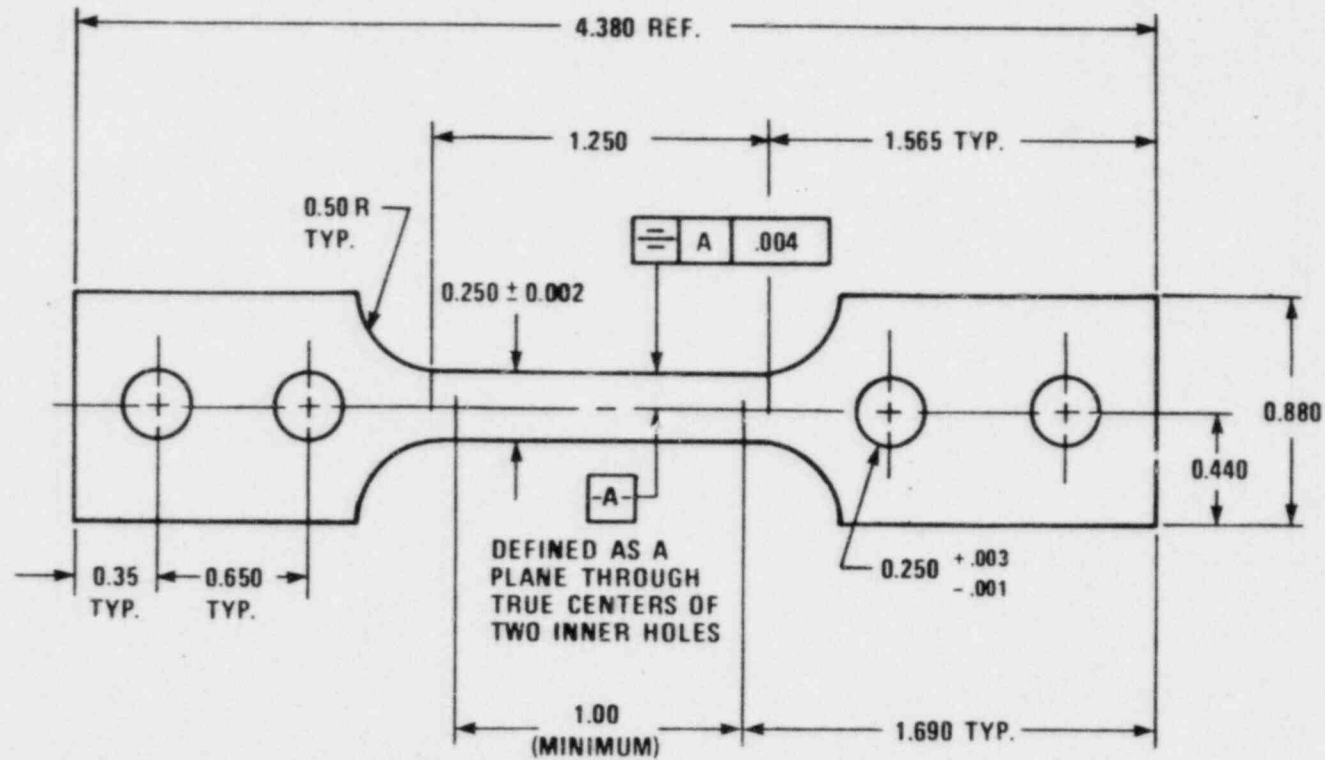 4.380 REF.
1.250
1.565 TYP.
0.50 R
TYP.
A
.004
0.250 ± 0.002
0.880
0.440
-A-
DEFINED AS A
PLANE THROUGH
TRUE CENTERS OF
TWO INNER HOLES
0.250 +.003
- .001
0.35
TYP.
0.650
TYP.
1.00
(MINIMUM)
1.690 TYP.